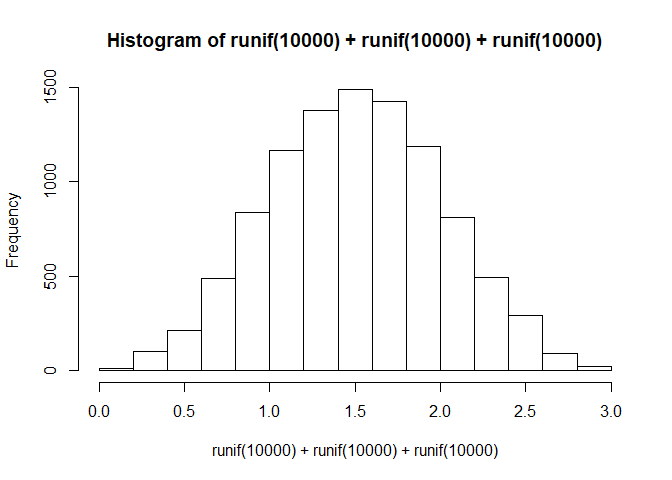 Histogram of runif(10000) + runif(10000) + runif(10000)
Frequency
1500
1000
500
0
0.0 0.5 1.0 1.5 2.0 2.5 3.0
runif(10000) + runif(10000) + runif(10000)